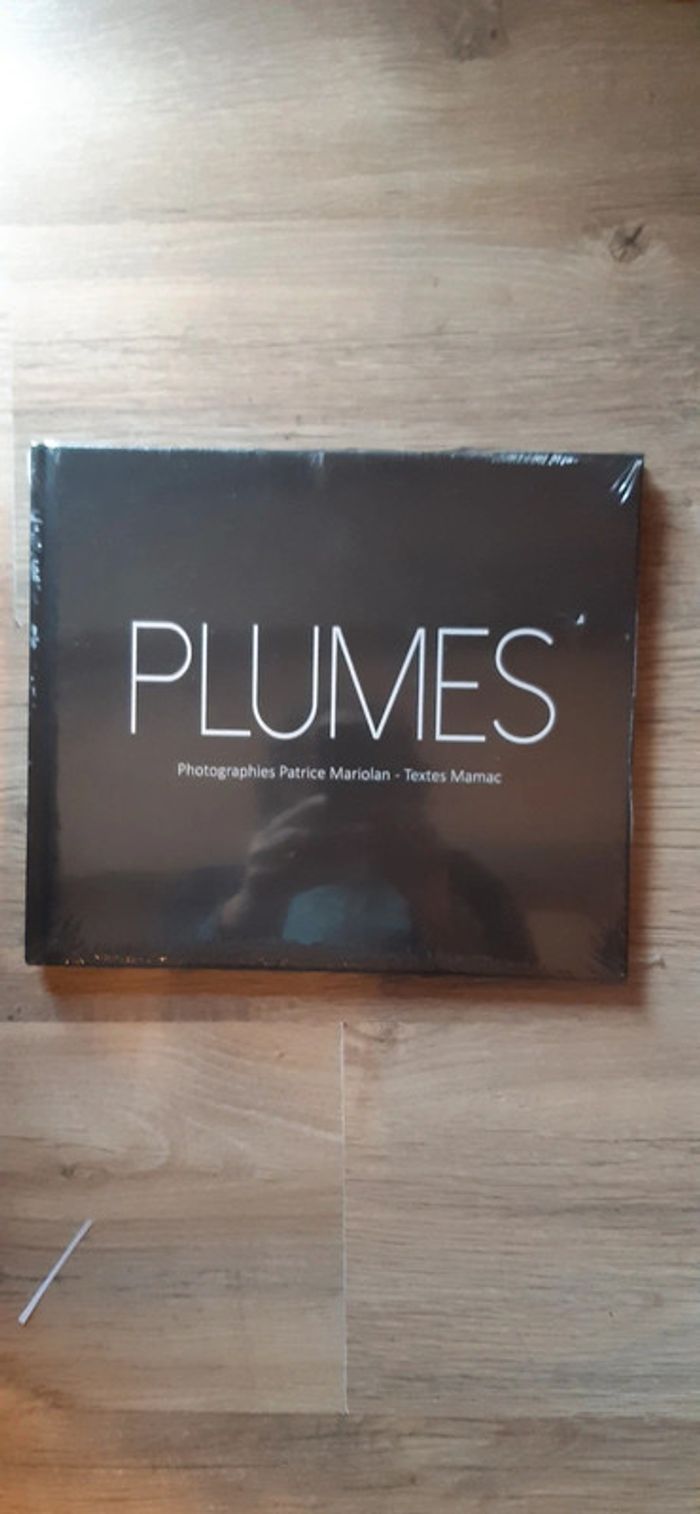 PLUMES
Photographies Patrice Mariolan - Textes Mamac